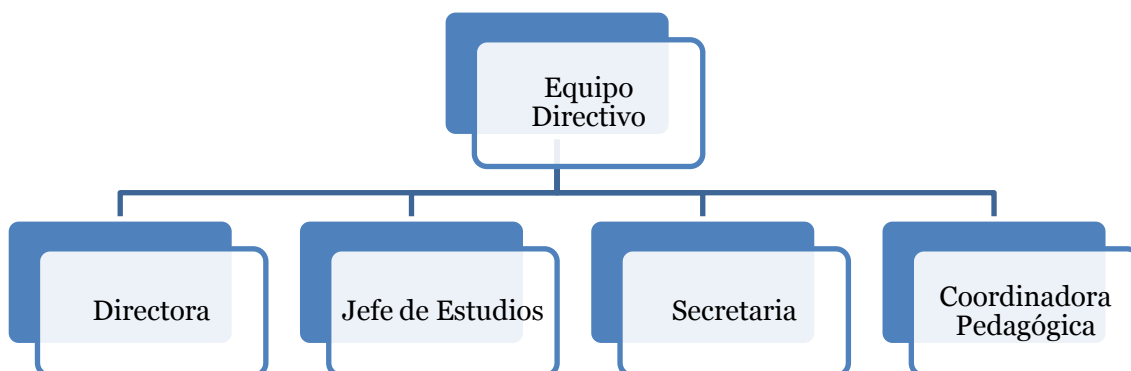 Equipo
Directivo
Directora
Jefe de Estudios
Secretaria
Coordinadora
Pedagógica